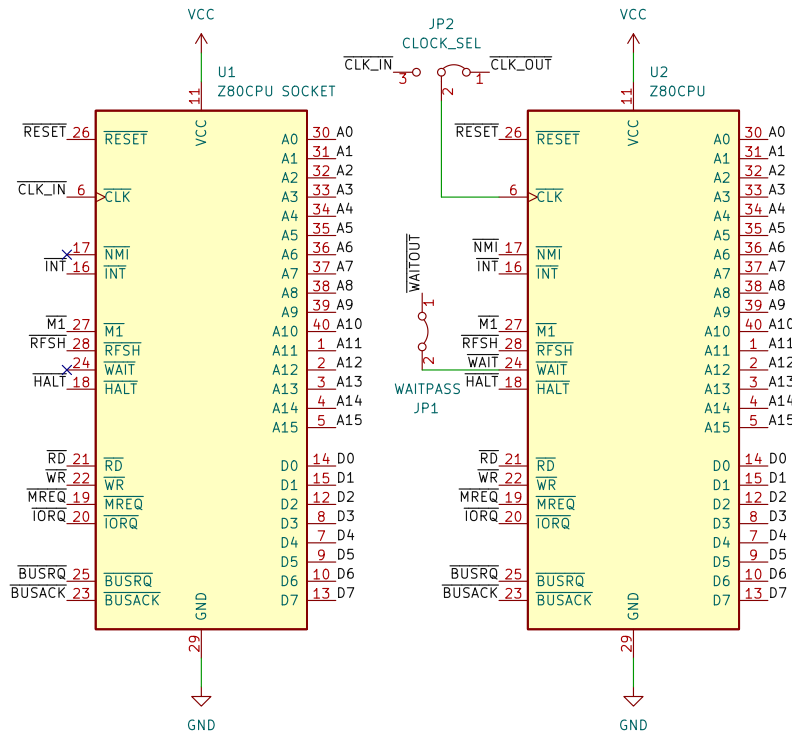 VCC
U1
Z80CPU SOCKET
11
VCC
RESET 26 RESET
CLK_IN 6 CLK
17 NMI
INT 16 INT
M1 27 M1
RFSH 28 RFSH
24 WAIT
HALT 18 HALT
RD 21 RD
WR 22 WR
MREQ 19 MREQ
IORQ 20 IORQ
BUSRQ 25 BUSRQ
BUSACK 23 BUSACK
A0 30 A0
A1 31 A1
A2 32 A2
A3 33 A3
A4 34 A4
A5 35 A5
A6 36 A6
A7 37 A7
A8 38 A8
A9 39 A9
A10 40 A10
A11 1 A11
A12 2 A12
A13 3 A13
A14 4 A14
A15 5 A15
D0 14 D0
D1 15 D1
D2 12 D2
D3 8 D3
D4 7 D4
D5 9 D5
D6 10 D6
D7 13 D7
GND
29
GND
JP2
CLOCK_SEL
CLK_IN 3
2
1 CLK_OUT
WAITOUT
1
2
WAITPASS
JP1
VCC
U2
Z80CPU
11
VCC
RESET 26 RESET
6 CLK
NMI 17 NMI
INT 16 INT
M1 27 M1
RFSH 28 RFSH
WAIT 24 WAIT
HALT 18 HALT
RD 21 RD
WR 22 WR
MREQ 19 MREQ
IORQ 20 IORQ
BUSRQ 25 BUSRQ
BUSACK 23 BUSACK
A0 30 A0
A1 31 A1
A2 32 A2
A3 33 A3
A4 34 A4
A5 35 A5
A6 36 A6
A7 37 A7
A8 38 A8
A9 39 A9
A10 40 A10
A11 1 A11
A12 2 A12
A13 3 A13
A14 4 A14
A15 5 A15
D0 14 D0
D1 15 D1
D2 12 D2
D3 8 D3
D4 7 D4
D5 9 D5
D6 10 D6
D7 13 D7
GND
29
GND